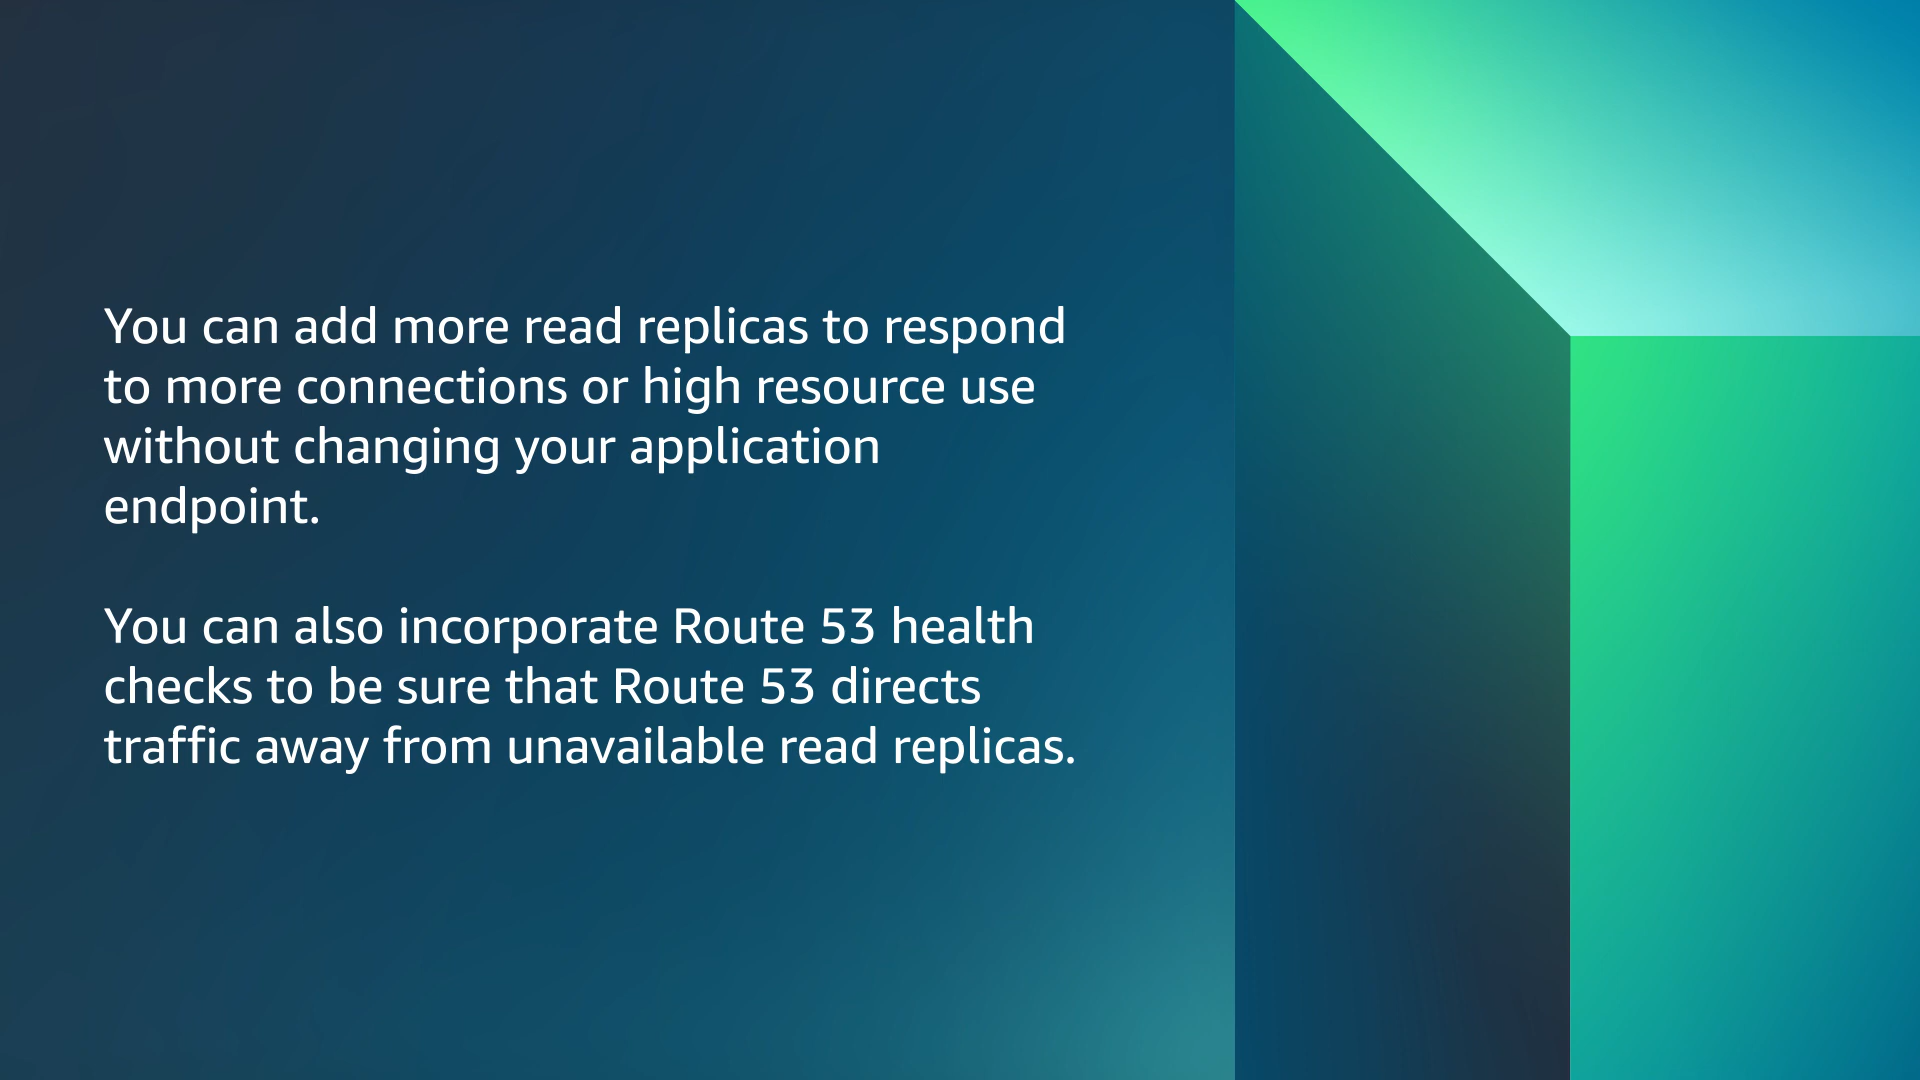 You can add more read replicas to respond
to more connections or high resource use
without changing your application
endpoint.
You can also incorporate Route 53 health
checks to be sure that Route 53 directs
traffic away from unavailable read replicas.